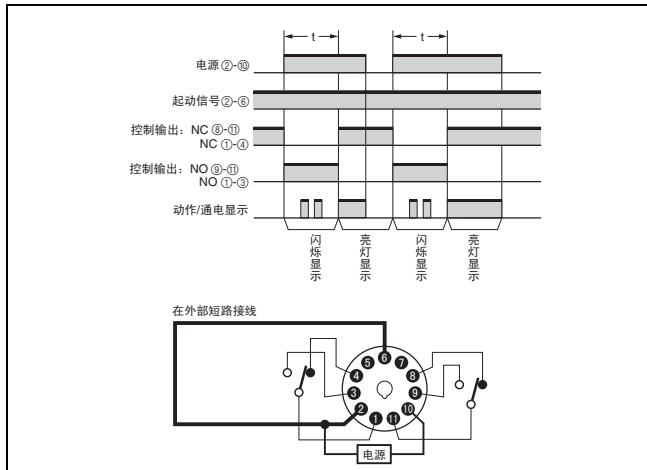 t t
电源②-⑩
起动信号②-⑥
控制输出：NC ⑧-⑪
NC ①-④
控制输出：NO ⑨-⑪
NO ①-③
动作/通电显示
闪烁显示
亮灯显示
闪烁显示
亮灯显示
在外部短路接线
6
5 7
4 8
3 9
2 10
1 11
电源